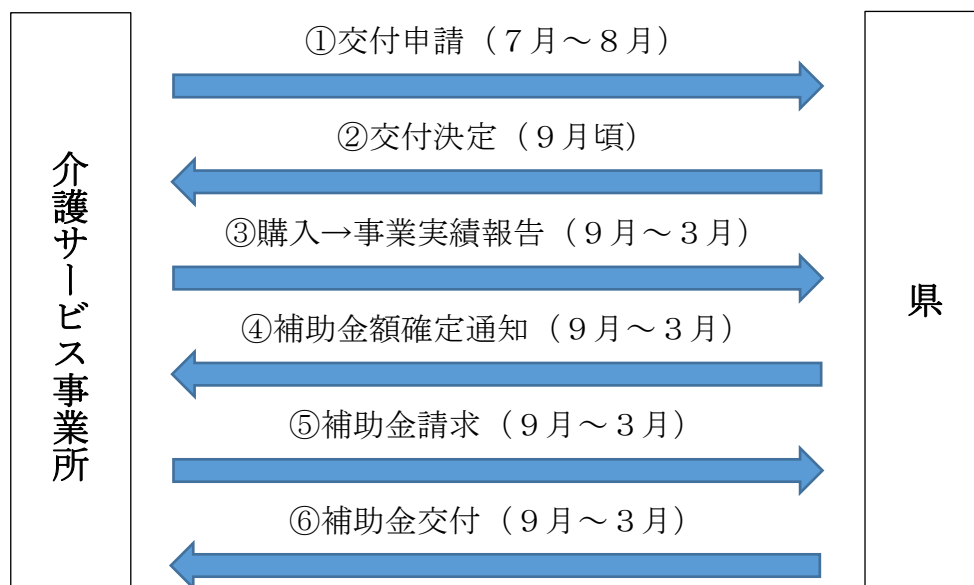 介護サービス事業所
①交付申請（７月～８月）
②交付決定（９月頃）
③購入→事業実績報告（９月～３月）
④補助金額確定通知（９月～３月）
⑤補助金請求（９月～３月）
⑥補助金交付（９月～３月）
県